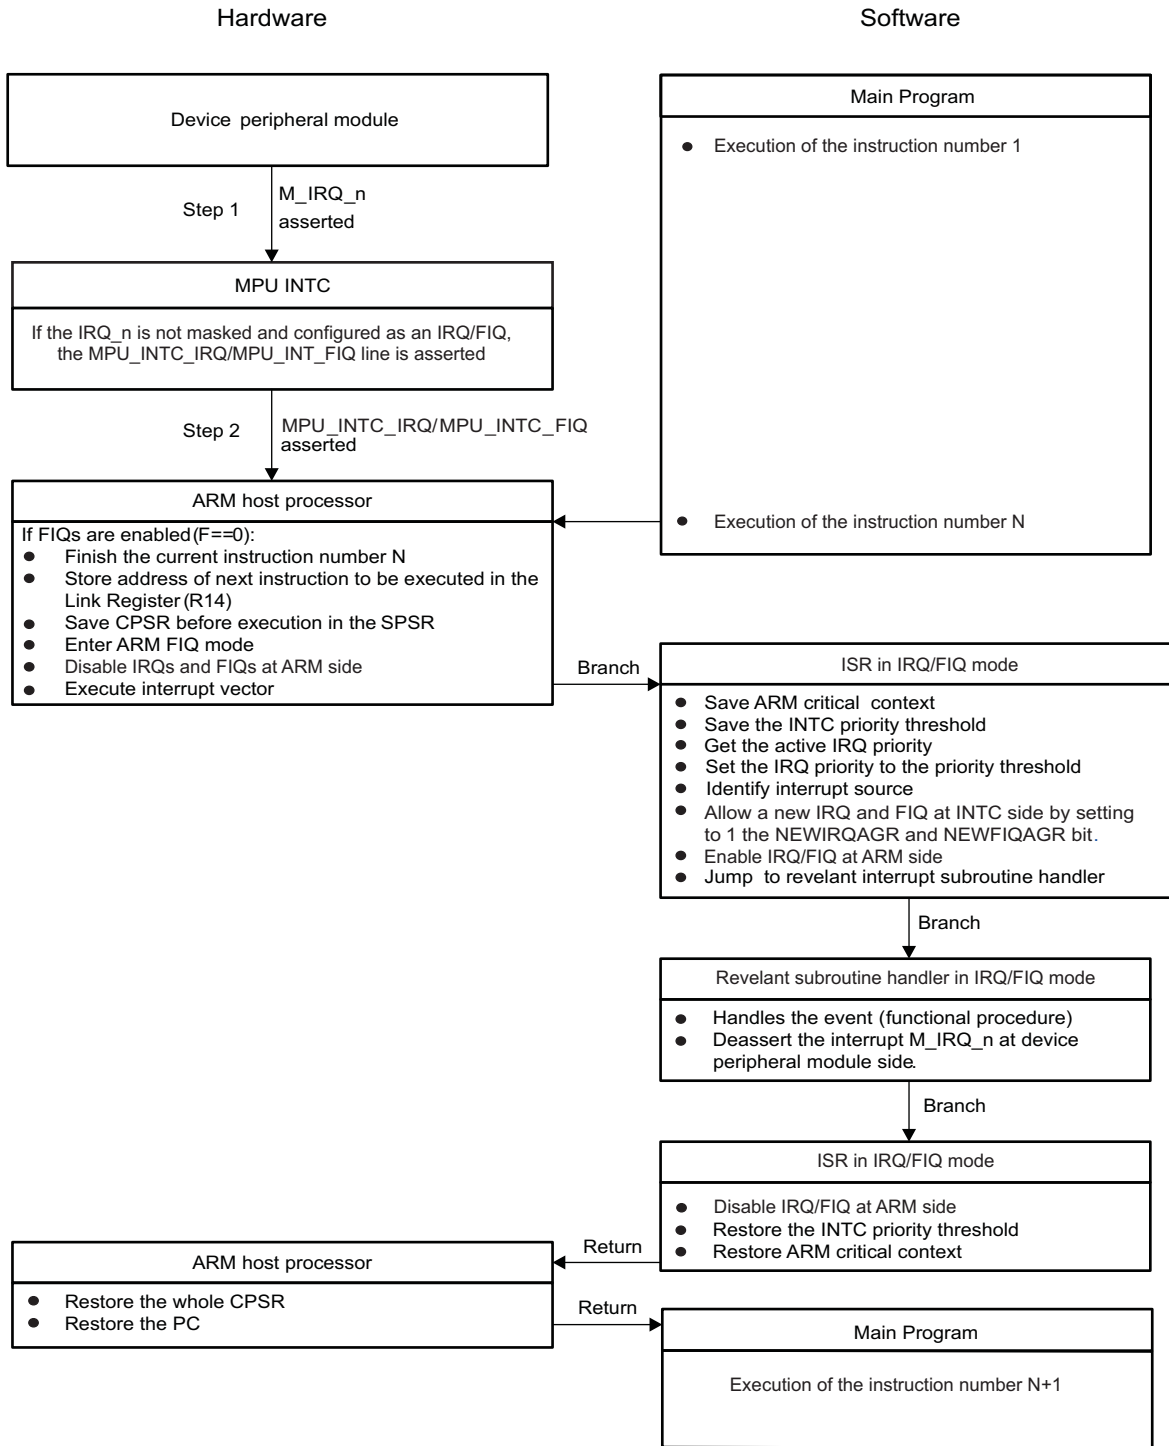 Hardware
Software
Device peripheral module
Main Program
● Execution of the instruction number 1
Step 1
M_IRQ_n
asserted
MPU INTC
If the IRQ_n is not masked and configured as an IRQ/FIQ,
the MPU_INTC_IRQ/MPU_INT_FIQ line is asserted
Step 2
MPU_INTC_IRQ/MPU_INTC_FIQ
asserted
● Execution of the instruction number N
ARM host processor
If FIQs are enabled(F==0):
● Finish the current instruction number N
● Store address of next instruction to be executed in the
Link Register(R14)
● Save CPSR before execution in the SPSR
● Enter ARM FIQ mode
● Disable IRQs and FIQs at ARM side
● Execute interrupt vector
Branch
ISR in IRQ/FIQ mode
● Save ARM critical context
● Save the INTC priority threshold
● Get the active IRQ priority
● Set the IRQ priority to the priority threshold
● Identify interrupt source
● Allow a new IRQ and FIQ at INTC side by setting
to 1 the NEWIRQAGR and NEWFIQAGR bit.
● Enable IRQ/FIQ at ARM side
● Jump to revelant interrupt subroutine handler
Branch
Revelant subroutine handler in IRQ/FIQ mode
● Handles the event (functional procedure)
● Deassert the interrupt M_IRQ_n at device
peripheral module side.
Branch
ISR in IRQ/FIQ mode
● Disable IRQ/FIQ at ARM side
● Restore the INTC priority threshold
● Restore ARM critical context
Return
ARM host processor
● Restore the whole CPSR
● Restore the PC
Return
Main Program
Execution of the instruction number N+1